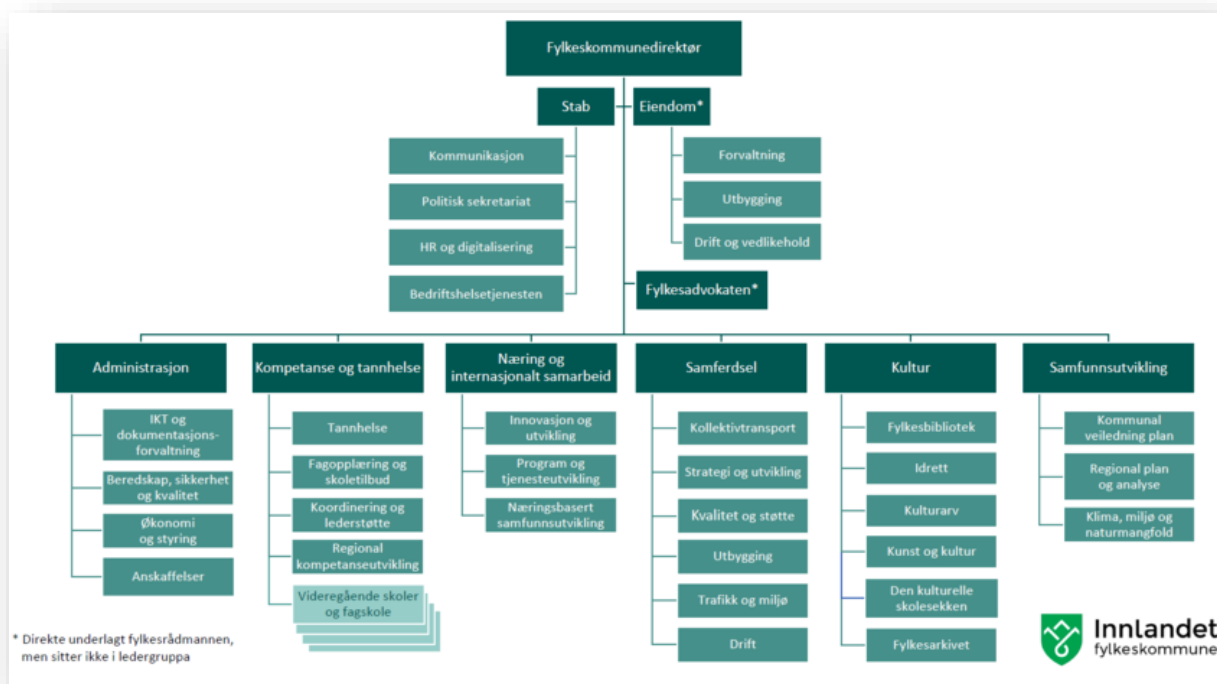 Fylkeskommunedirektør
Stab
Eiendom*
Kommunikasjon
Politisk sekretariat
HR og digitalisering
Bedriftshelsetjenesten
Forvaltning
Utbygging
Drift og vedlikehold
Fylkesadvokaten*
Administrasjon
IKT og
dokumentasjons-
forvaltning
Beredskap, sikkerhet
og kvalitet
Økonomi
og styring
Anskaffelser
Kompetanse og tannhelse
Tannhelse
Fagopplæring og
skoletilbud
Koordinering og
lederstøtte
Regional
kompetanseutvikling
Videregående skoler
og fagskole
Næring og
internasjonalt samarbeid
Innovasjon og
utvikling
Program og
tjenesteutvikling
Næringsbasert
samfunnsutvikling
Samferdsel
Kollektivtransport
Strategi og utvikling
Kvalitet og støtte
Utbygging
Trafikk og miljø
Drift
Kultur
Fylkesbibliotek
Idrett
Kulturarv
Kunst og kultur
Den kulturelle
skolesekken
Fylkesarkivet
Samfunnsutvikling
Kommunal
veiledning plan
Regional plan
og analyse
Klima, miljø og
naturmangfold
* Direkte underlagt fylkesrådmannen,
men sitter ikke i ledergruppa
Innlandet
fylkeskommune